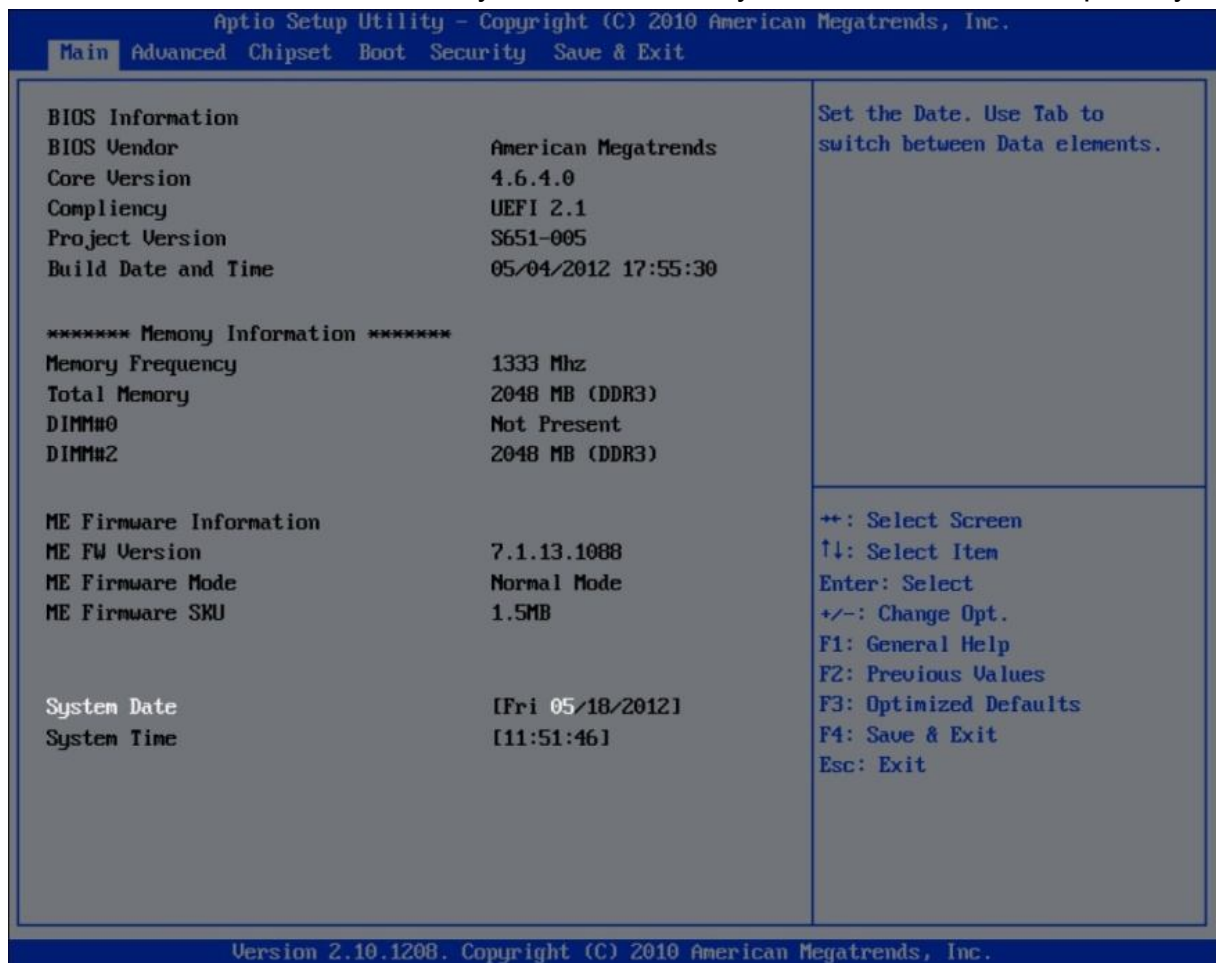 Aptio Setup Utility – Copyright (C) 2010 American Megatrends, Inc.
Main Advanced Chipset Boot Security Save & Exit
BIOS Information
BIOS Vendor American Megatrends
Core Version 4.6.4.0
Compliency UEFI 2.1
Project Version S651-005
Build Date and Time 05/04/2012 17:55:30
******* Memony Information *******
Memory Frequency 1333 Mhz
Total Memory 2048 MB (DDR3)
DIMM#0 Not Present
DIMM#2 2048 MB (DDR3)
ME Firmware Information
ME FW Version 7.1.13.1088
ME Firmware Mode Normal Mode
ME Firmware SKU 1.5MB
System Date [Fri 05/18/2012]
System Time [11:51:46]
Set the Date. Use Tab to
switch between Data elements.
→←: Select Screen
↑↓: Select Item
Enter: Select
+/-: Change Opt.
F1: General Help
F2: Previous Values
F3: Optimized Defaults
F4: Save & Exit
Esc: Exit
Version 2.10.1208. Copyright (C) 2010 American Megatrends, Inc.